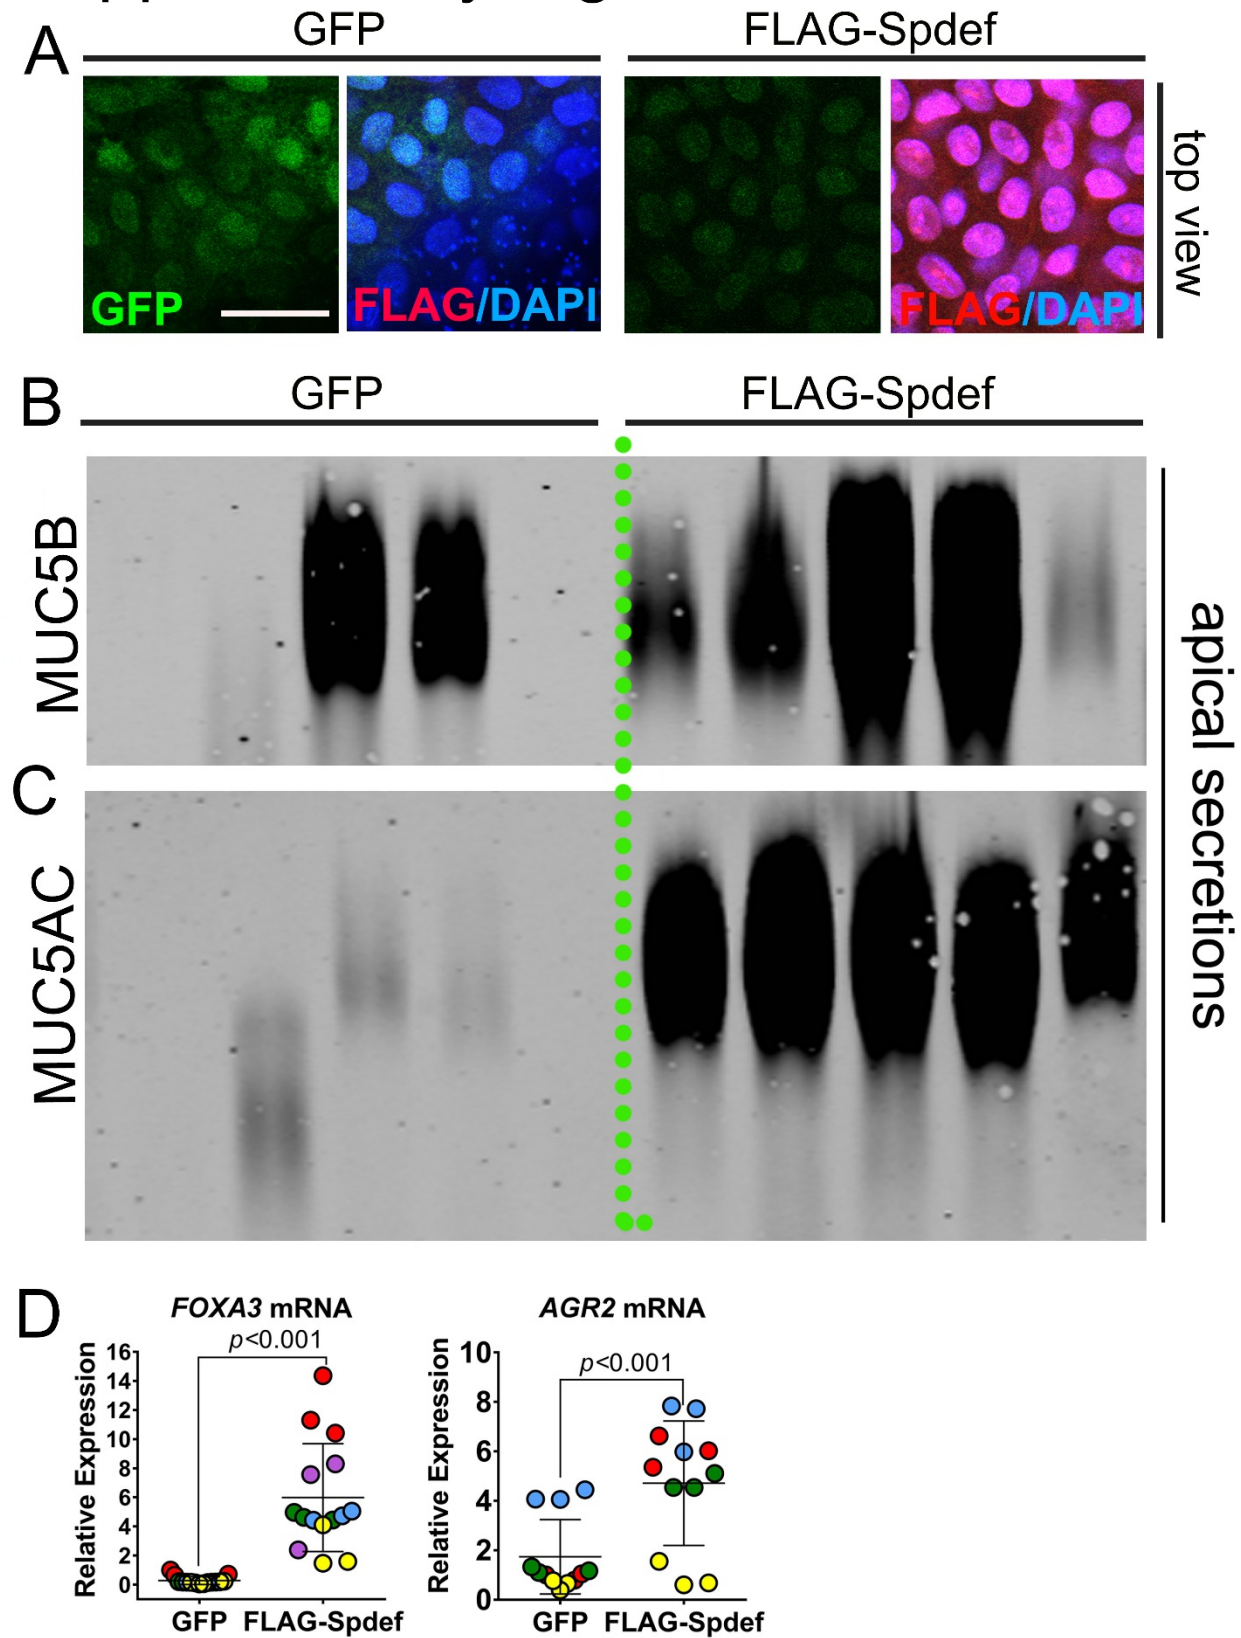 A
GFP
FLAG-Spdef
GFP
FLAG/DAPI
FLAG/DAPI
top view
B
GFP
FLAG-Spdef
MUC5B
C
MUC5AC
apical secretions
D
FOXA3 mRNA
p<0.001
Relative Expression
16
14
12
10
8
6
4
2
0
GFP
FLAG-Spdef
AGR2 mRNA
p<0.001
Relative Expression
10
8
6
4
2
0
GFP
FLAG-Spdef